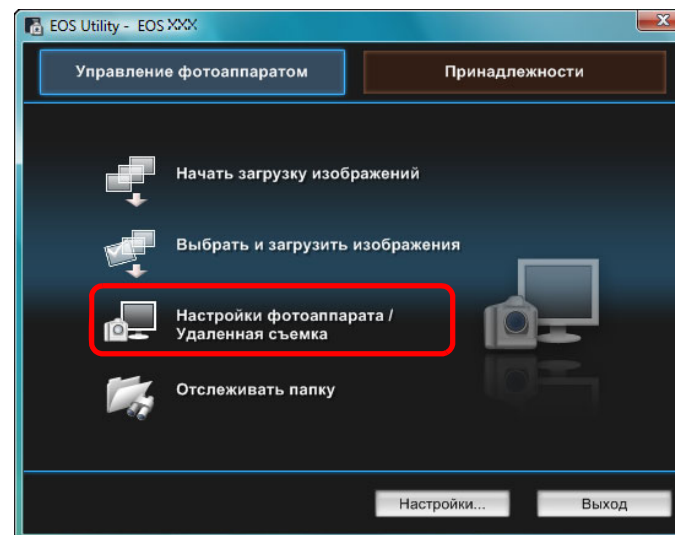 EOS Utility - EOS XXX
Управление фотоаппаратом
Принадлежности
Начать загрузку изображений
Выбрать и загрузить изображения
Настройки фотоаппарата /
Удаленная съемка
Отслеживать папку
Настройки...
Выход